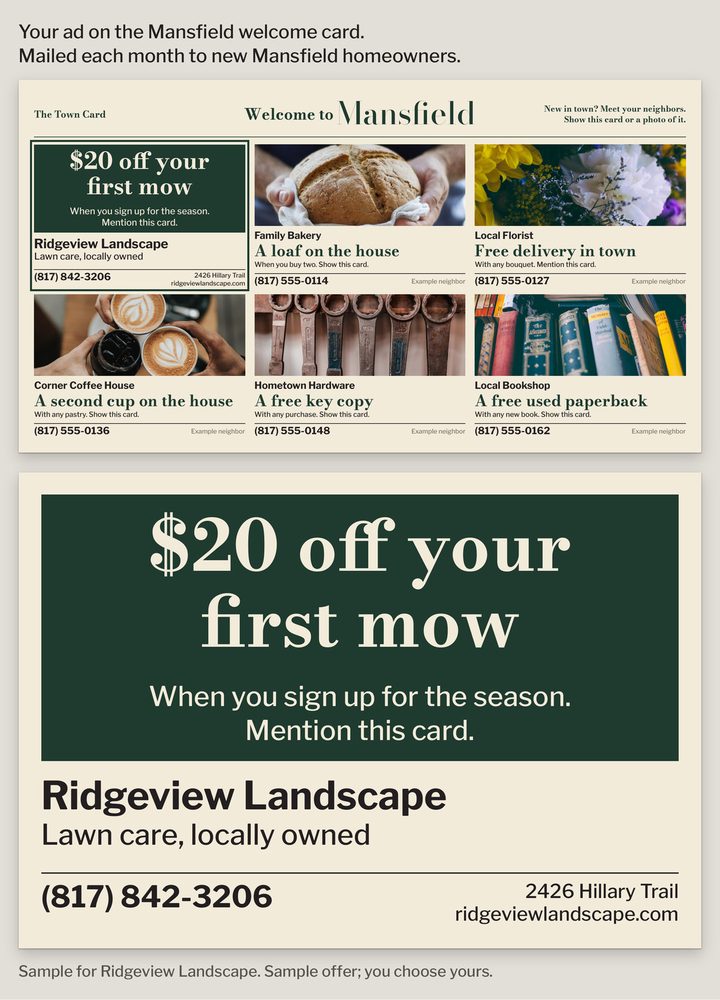 Your ad on the Mansfield welcome card.
Mailed each month to new Mansfield homeowners.
The Town Card
Welcome to Mansfield
New in town? Meet your neighbors.
Show this card or a photo of it.
$20 off your
first mow
When you sign up for the season.
Mention this card.
Ridgeview Landscape
Lawn care, locally owned
(817) 842-3206
2426 Hillary Trail
ridgeviewlandscape.com
Family Bakery
A loaf on the house
When you buy two. Show this card.
(817) 555-0114
Example neighbor
Local Florist
Free delivery in town
With any bouquet. Mention this card.
(817) 555-0127
Example neighbor
Corner Coffee House
A second cup on the house
With any pastry. Show this card.
(817) 555-0136
Example neighbor
Hometown Hardware
A free key copy
With any purchase. Show this card.
(817) 555-0148
Example neighbor
Local Bookshop
A free used paperback
With any new book. Show this card.
(817) 555-0162
Example neighbor
$20 off your
first mow
When you sign up for the season.
Mention this card.
Ridgeview Landscape
Lawn care, locally owned
(817) 842-3206
2426 Hillary Trail
ridgeviewlandscape.com
Sample for Ridgeview Landscape. Sample offer; you choose yours.